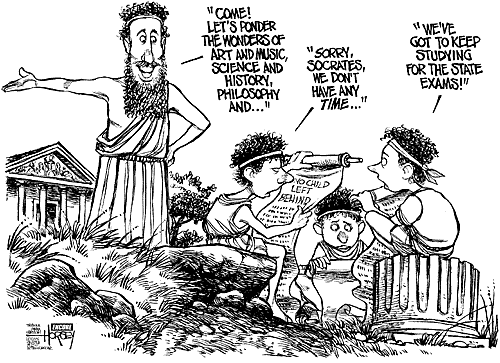 "COME!
LET'S PONDER
THE WONDERS OF
ART AND MUSIC,
SCIENCE AND
HISTORY,
PHILOSOPHY
AND..."
"SORRY,
SOCRATES,
WE DON'T
HAVE ANY
TIME..."
"WE'VE
GOT TO KEEP
STUDYING
FOR THE STATE
EXAMS!"
NO CHILD
LEFT
BEHIND
HORSEY